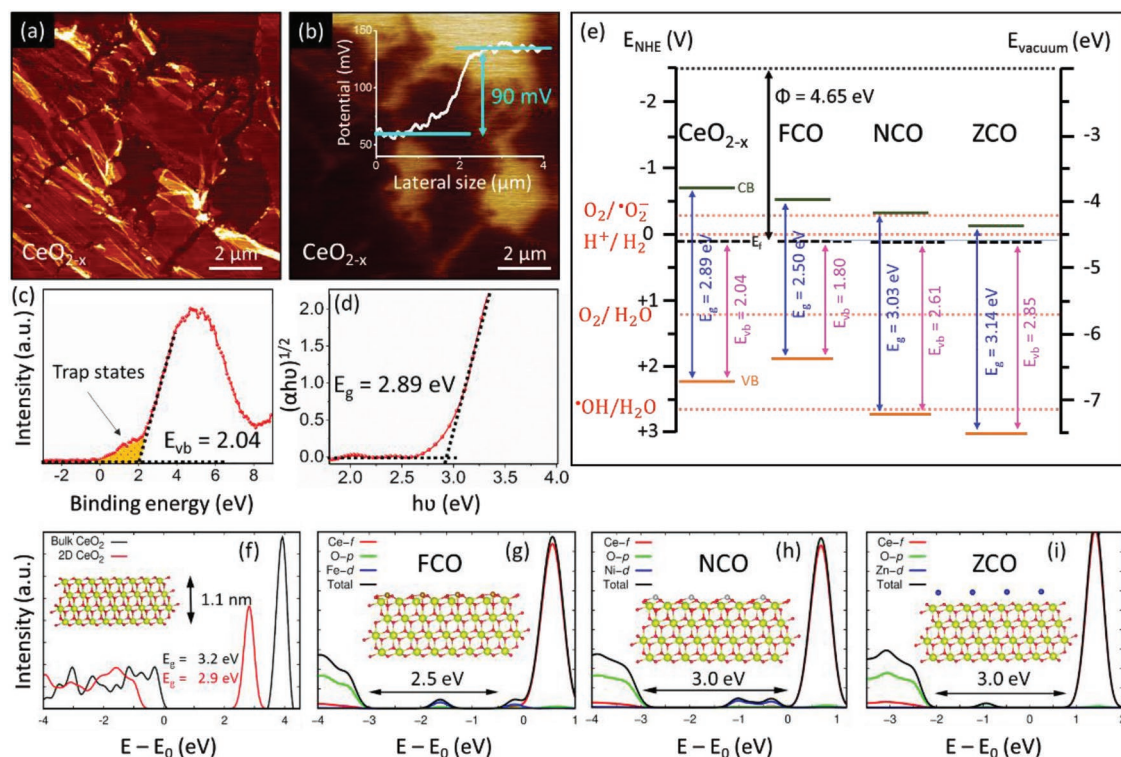 (a)
CeO2-x
2 μm
(b)
Potential (mV)
150
100
50
90 mV
0 2 4
Lateral size (μm)
CeO2-x
2 μm
(c)
Intensity (a.u.)
Trap states
Evb = 2.04
-3 0 3 6 9
Binding energy (eV)
(d)
(αhυ)1/2
2.0
1.5
1.0
0.5
0.0
Eg = 2.89 eV
2.0 2.5 3.0 3.5 4.0
hυ (eV)
(e)
ENHE (V)
Evacuum (eV)
Φ = 4.65 eV
CeO2-x FCO NCO ZCO
-2
-1
0
+1
+2
+3
-3
-4
-5
-6
-7
O2/•O2−
H+/H2
O2/H2O
•OH/H2O
CB
Ef
VB
Eg = 2.89 eV
Evb = 2.04
Eg = 2.50 eV
Evb = 1.80
Eg = 3.03 eV
Evb = 2.61
Eg = 3.14 eV
Evb = 2.85
Intensity (a.u.)
Bulk CeO2
2D CeO2
(f)
1.1 nm
Eg = 3.2 eV
Eg = 2.9 eV
-4 -2 0 2 4
E − E0 (eV)
Ce-f
O-p
Fe-d
Total
FCO
(g)
2.5 eV
-4 -3 -2 -1 0 1
E − E0 (eV)
Ce-f
O-p
Ni-d
Total
NCO
(h)
3.0 eV
-4 -3 -2 -1 0 1
E − E0 (eV)
Ce-f
O-p
Zn-d
Total
ZCO
(i)
3.0 eV
-3 -2 -1 0 1 2
E − E0 (eV)